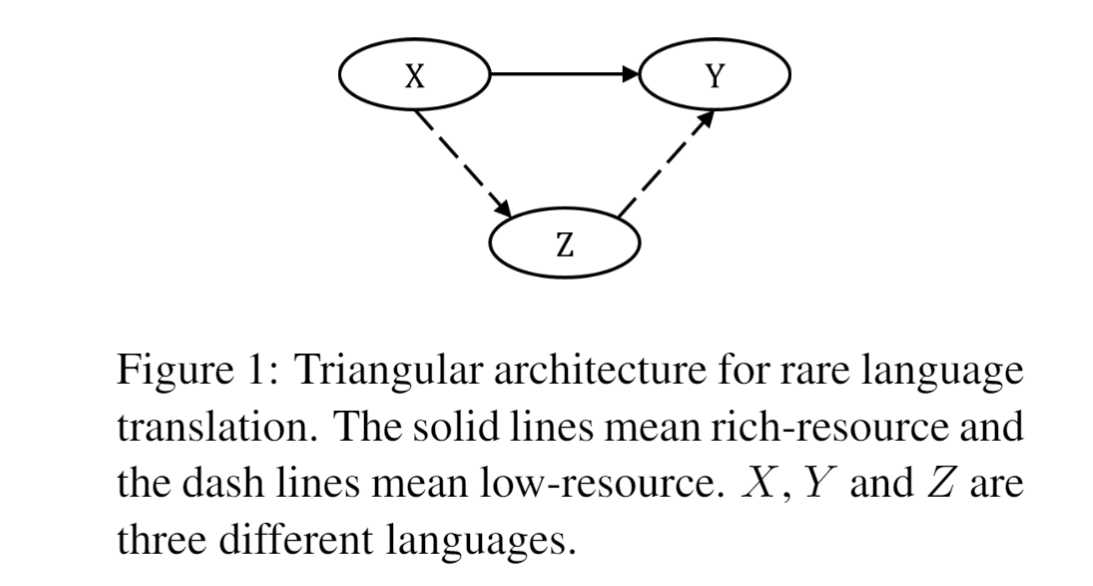 X
Y
Z
Figure 1: Triangular architecture for rare language
translation. The solid lines mean rich-resource and
the dash lines mean low-resource. X, Y and Z are
three different languages.